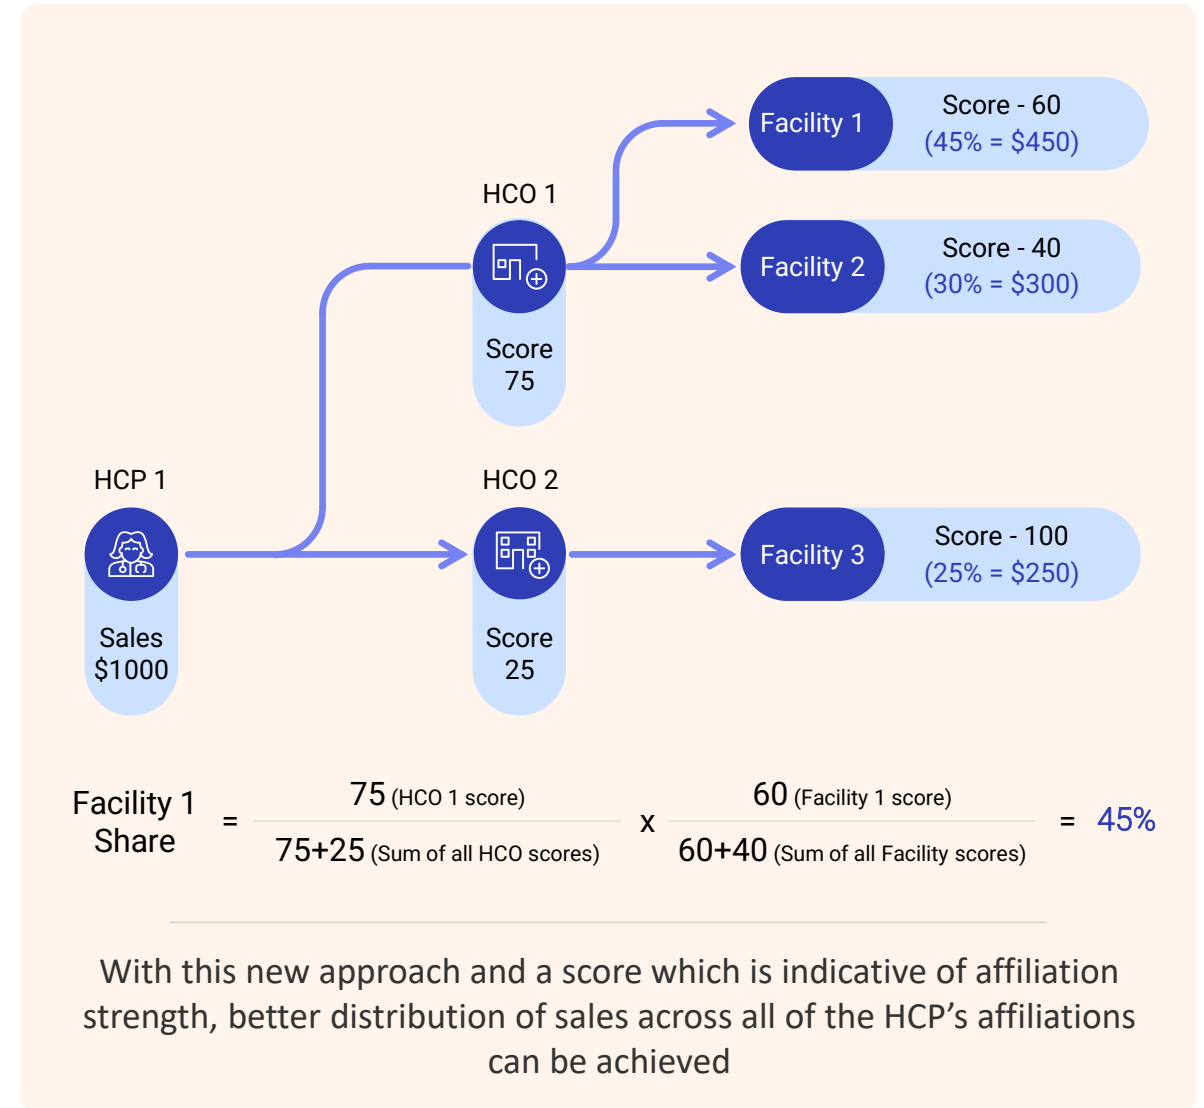 Facility 1
Score - 60
(45% = $450)
HCO 1
Score
75
Facility 2
Score - 40
(30% = $300)
HCP 1
Sales
$1000
HCO 2
Score
25
Facility 3
Score - 100
(25% = $250)
Facility 1
Share
=
75 (HCO 1 score)
75+25 (Sum of all HCO scores)
x
60 (Facility 1 score)
60+40 (Sum of all Facility scores)
= 45%
With this new approach and a score which is indicative of affiliation
strength, better distribution of sales across all of the HCP’s affiliations
can be achieved